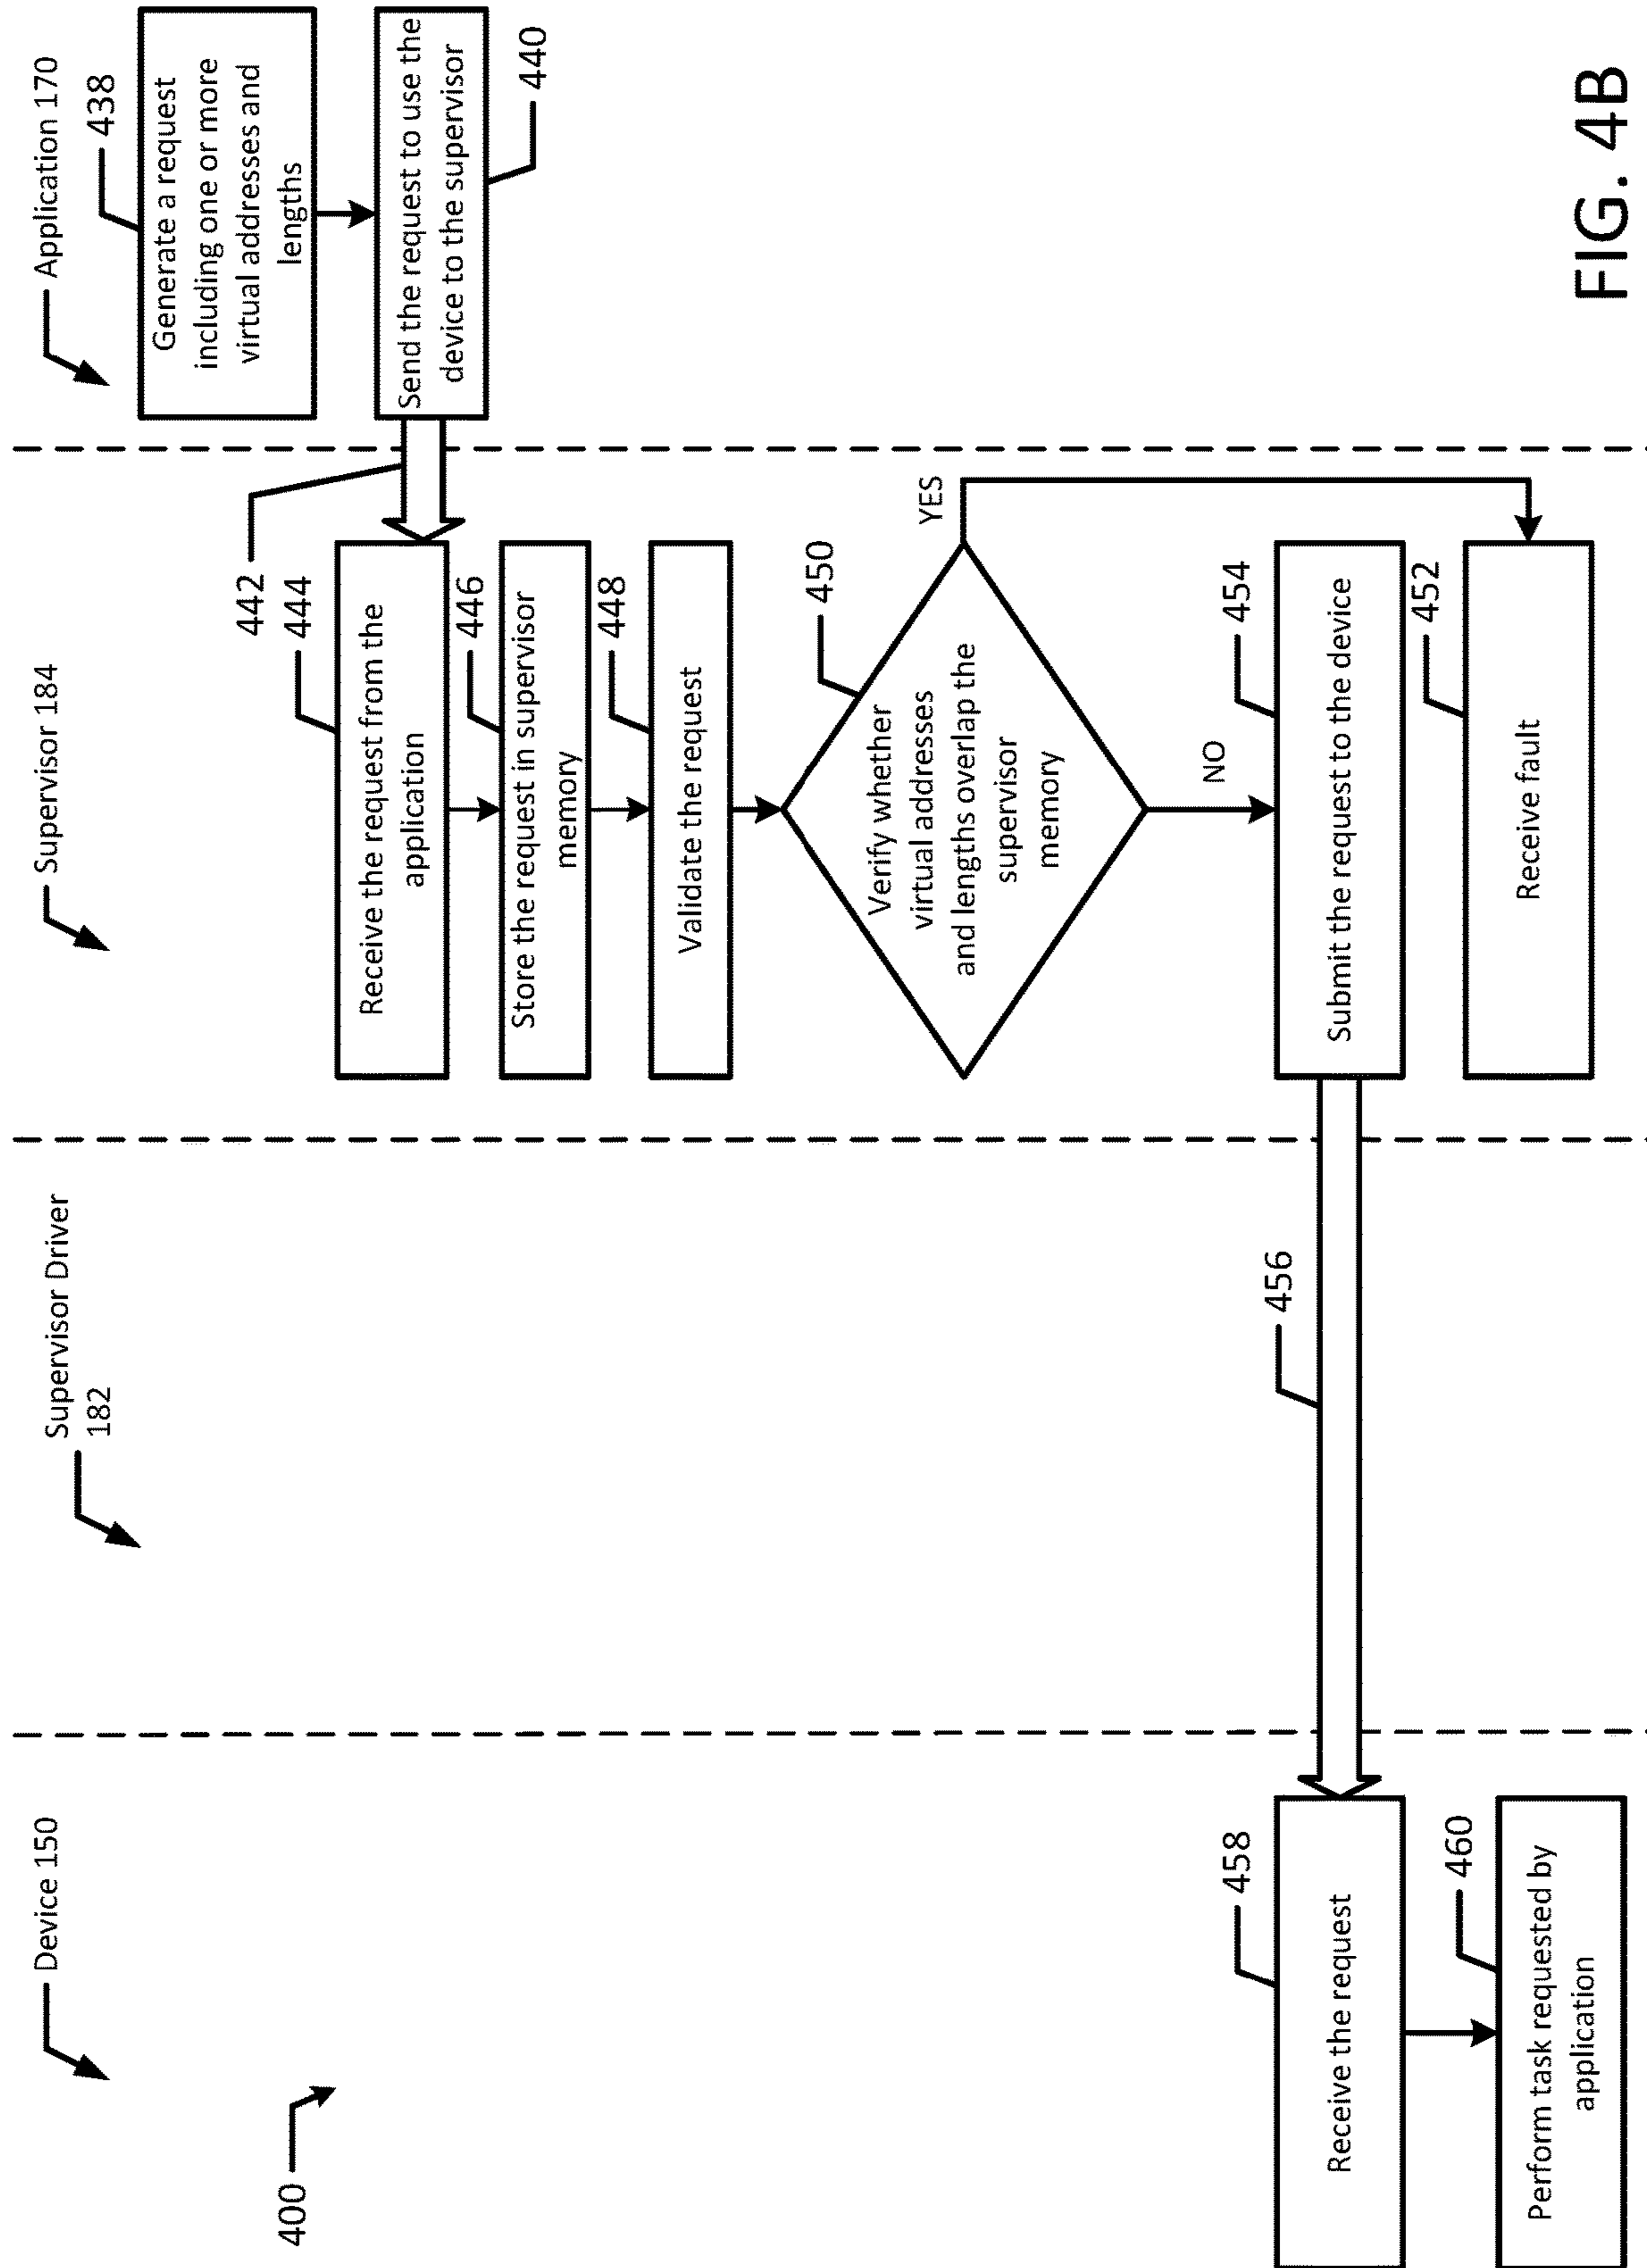 Device 150
Supervisor Driver
182
Supervisor 184
Application 170
400
438
Generate a request
including one or more
virtual addresses and
lengths
Send the request to use the
device to the supervisor
440
442
444
Receive the request from the
application
446
Store the request in supervisor
memory
448
Validate the request
450
Verify whether
virtual addresses
and lengths overlap the
supervisor
memory
YES
NO
454
Submit the request to the device
452
Receive fault
456
458
Receive the request
460
Perform task requested by
application
FIG. 4B